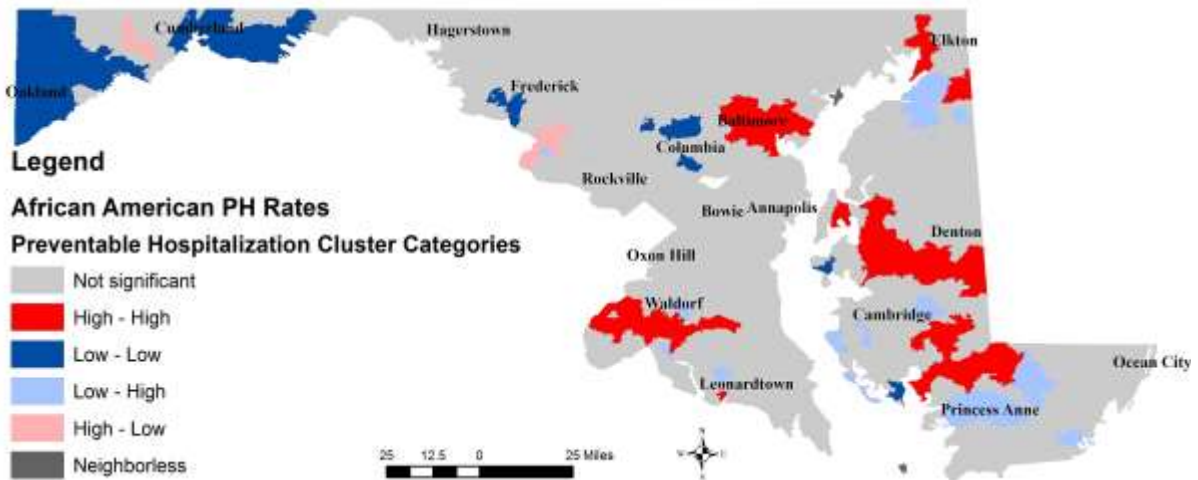 Cumberland
Hagerstown
Elkton
Oakland
Frederick
Baltimore
Columbia
Rockville
Bowie
Annapolis
Denton
Oxon Hill
Waldorf
Cambridge
Ocean City
Leonardtown
Princess Anne
Legend
African American PH Rates
Preventable Hospitalization Cluster Categories
Not significant
High - High
Low - Low
Low - High
High - Low
Neighborless
25 12.5 0 25 Miles
N
W E
S